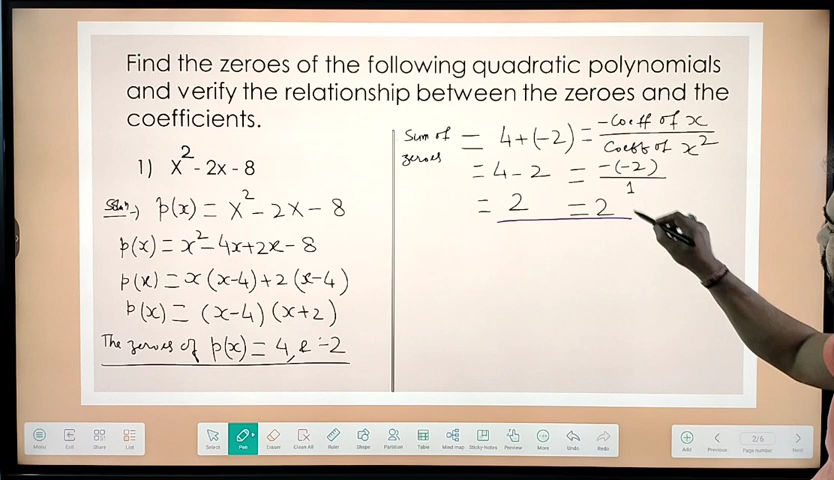 Find the zeroes of the following quadratic polynomials
and verify the relationship between the zeroes and the
coefficients.
1) x² - 2x - 8
Soln:-) p(x) = x² - 2x - 8
p(x) = x² - 4x + 2x - 8
p(x) = x (x-4) + 2 (x-4)
p(x) = (x-4) (x+2)
The zeroes of p(x) = 4, & -2
Sum of zeroes = 4 + (-2) = -Coeff of x / Coeff of x²
= 4 - 2 = -(-2) / 1
= 2 = 2
Menu Exit Share List Select Pen Eraser Clean All Ruler Shape Partition Table Mind map Sticky-Notes Preview More Undo Redo Add Previous 2/6 Page number Next